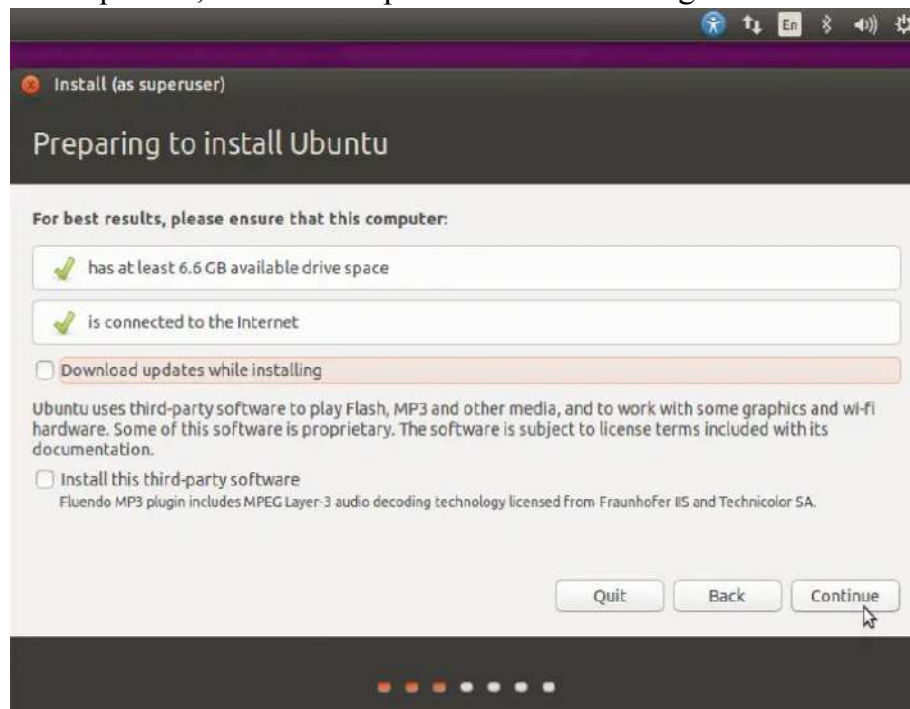 En
Install (as superuser)
Preparing to install Ubuntu
For best results, please ensure that this computer:
has at least 6.6 GB available drive space
is connected to the Internet
Download updates while installing
Ubuntu uses third-party software to play Flash, MP3 and other media, and to work with some graphics and wi-fi
hardware. Some of this software is proprietary. The software is subject to license terms included with its
documentation.
Install this third-party software
Fluendo MP3 plugin includes MPEG Layer-3 audio decoding technology licensed from Fraunhofer IIS and Technicolor SA.
Quit Back Continue